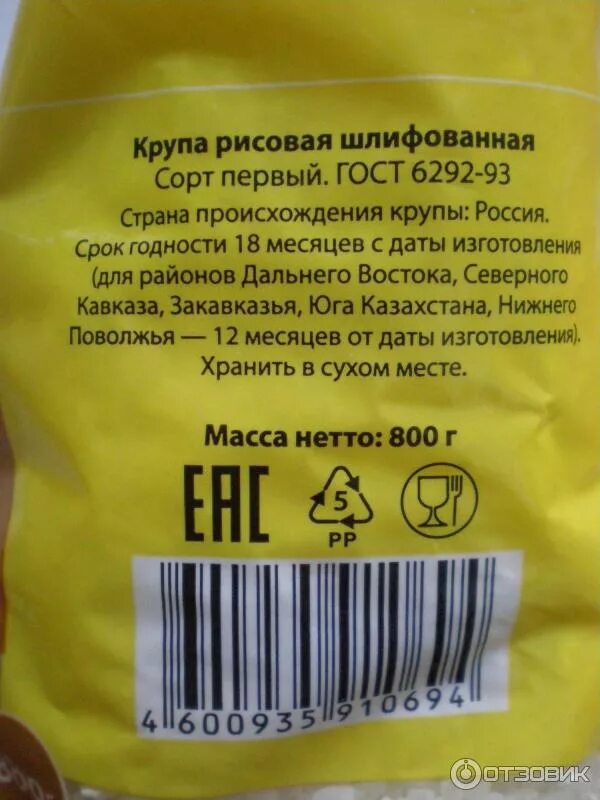 Крупа рисовая шлифованная
Сорт первый. ГОСТ 6292-93
Страна происхождения крупы: Россия.
Срок годности 18 месяцев с даты изготовления
(для районов Дальнего Востока, Северного
Кавказа, Закавказья, Юга Казахстана, Нижнего
Поволжья — 12 месяцев от даты изготовления).
Хранить в сухом месте.
Масса нетто: 800 г
ЕАС
5
PP
4 600935 910694
800г
ОТЗОВИК